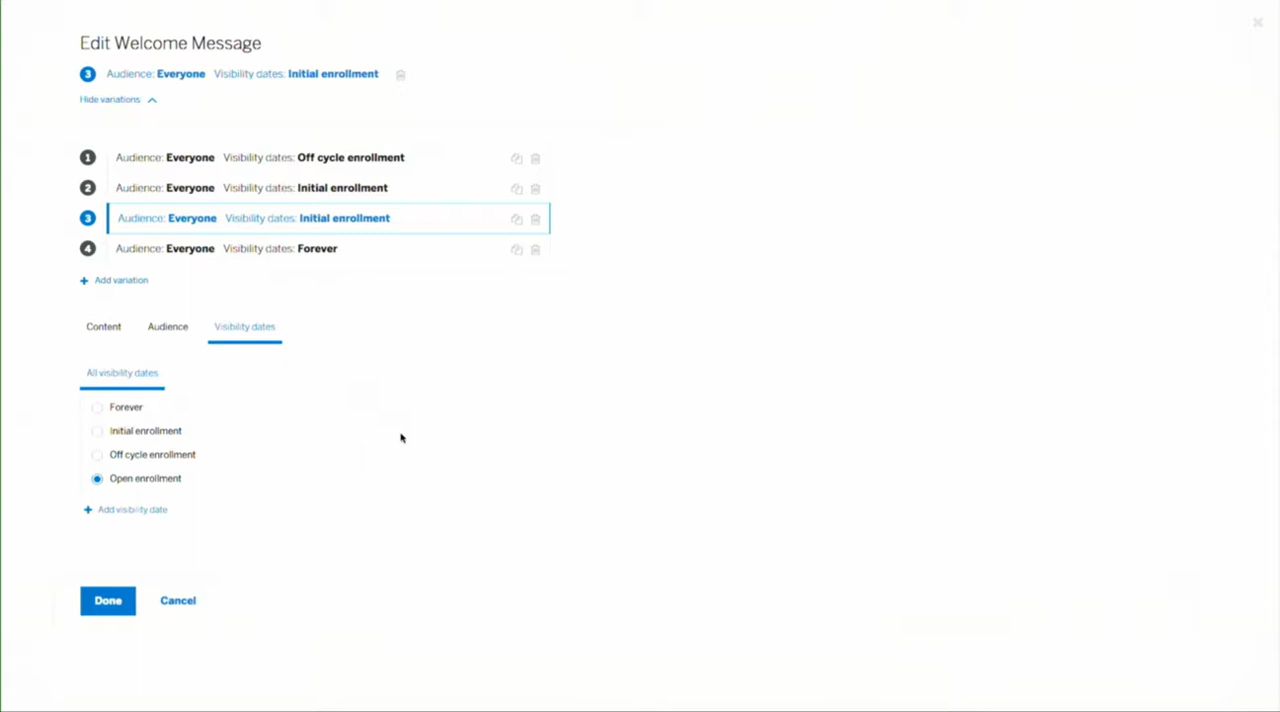 Edit Welcome Message
3 Audience: Everyone Visibility dates: Initial enrollment
Hide variations
1 Audience: Everyone Visibility dates: Off cycle enrollment
2 Audience: Everyone Visibility dates: Initial enrollment
3 Audience: Everyone Visibility dates: Initial enrollment
4 Audience: Everyone Visibility dates: Forever
+ Add variation
Content Audience Visibility dates
All visibility dates
Forever
Initial enrollment
Off cycle enrollment
Open enrollment
+ Add visibility date
Done Cancel